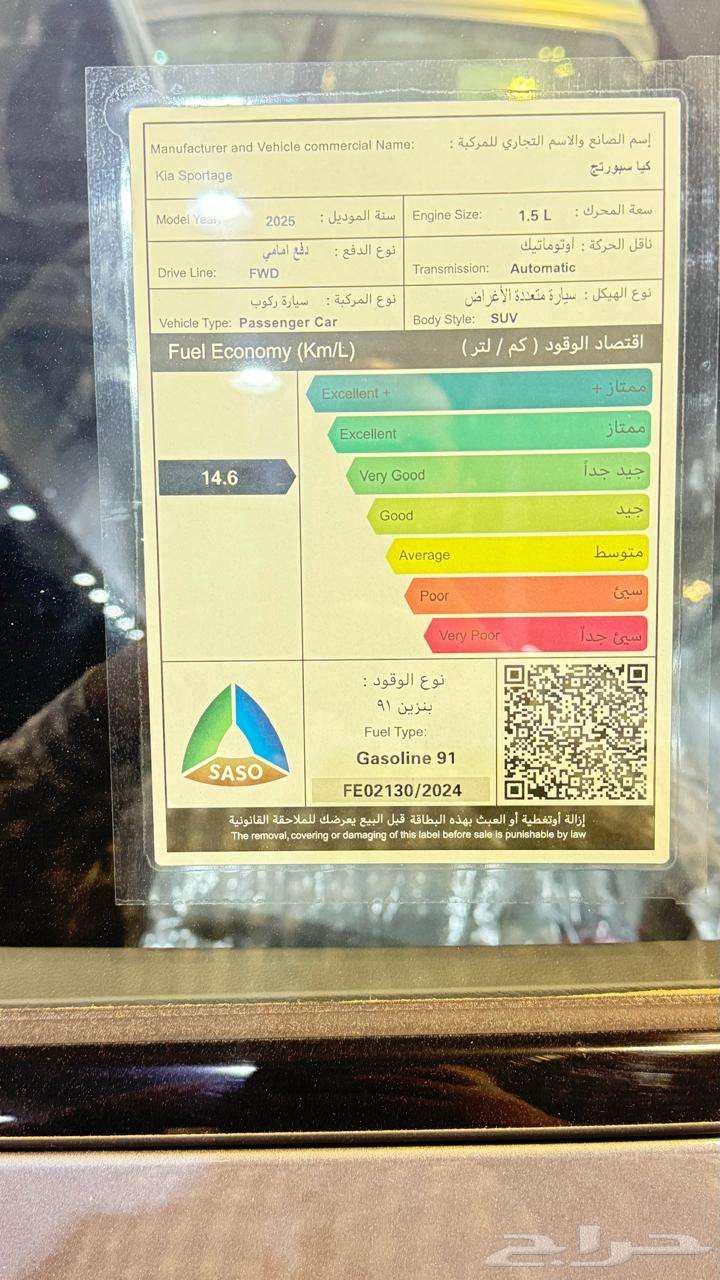 إسم الصانع والاسم التجاري للمركبة :
Manufacturer and Vehicle commercial Name:
كيا سبورتج
Kia Sportage
Model Year: 2025 سنة الموديل :
Engine Size: 1.5 L سعة المحرك :
نوع الدفع : دفع امامي
Drive Line: FWD
ناقل الحركة : أوتوماتيك
Transmission: Automatic
نوع المركبة : سيارة ركوب
Vehicle Type: Passenger Car
نوع الهيكل : سيارة متعددة الأغراض
Body Style: SUV
Fuel Economy (Km/L) اقتصاد الوقود ( كم / لتر )
Excellent + ممتاز +
Excellent ممتاز
14.6
Very Good جيد جداً
Good جيد
Average متوسط
Poor سيئ
Very Poor سيئ جداً
SASO
نوع الوقود :
بنزين ٩١
Fuel Type:
Gasoline 91
FE02130/2024
إزالة أوتغطية أو العبث بهذه البطاقة قبل البيع يعرضك للملاحقة القانونية
The removal, covering or damaging of this label before sale is punishable by law
حراج